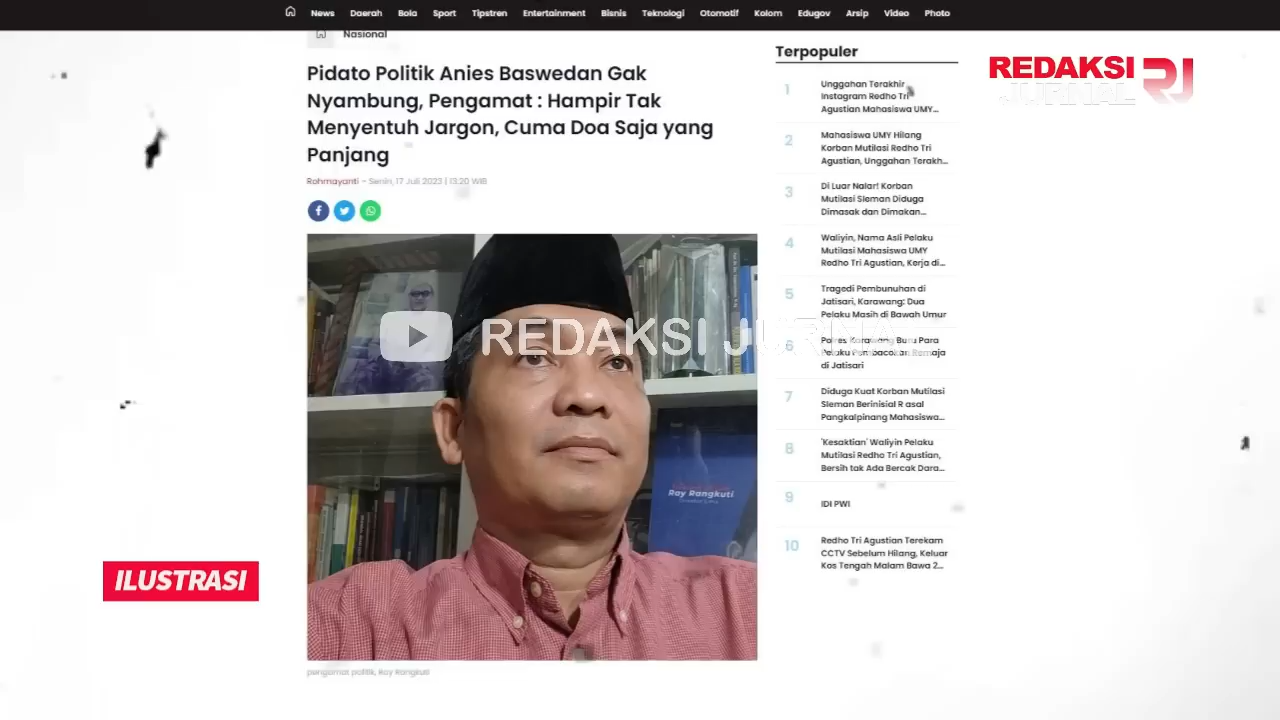 News Daerah Bola Sport Tipstren Entertainment Bisnis Teknologi Otomotif Kolom Edugov Arsip Video Photo
Nasional
Pidato Politik Anies Baswedan Gak
Nyambung, Pengamat : Hampir Tak
Menyentuh Jargon, Cuma Doa Saja yang
Panjang
Rohmayanti - Senin, 17 Juli 2023 | 13:20 WIB
Ray Rangkuti
pengamat politik, Ray Rangkuti
ILUSTRASI
REDAKSI JURNA
Terpopuler
1
Unggahan Terakhir
Instagram Redho Tri
Agustian Mahasiswa UMY...
2
Mahasiswa UMY Hilang
Korban Mutilasi Redho Tri
Agustian, Unggahan Terakh...
3
Di Luar Nalar! Korban
Mutilasi Sleman Diduga
Dimasak dan Dimakan...
4
Waliyin, Nama Asli Pelaku
Mutilasi Mahasiswa UMY
Redho Tri Agustian, Kerja di...
5
Tragedi Pembunuhan di
Jatisari, Karawang: Dua
Pelaku Masih di Bawah Umur
6
Polres Karawang Buru Para
Pelaku Pembacokan Remaja
di Jatisari
7
Diduga Kuat Korban Mutilasi
Sleman Berinisial R asal
Pangkalpinang Mahasiswa...
8
'Kesaktian' Waliyin Pelaku
Mutilasi Redho Tri Agustian,
Bersih tak Ada Bercak Dara...
9
IDI PWI
10
Redho Tri Agustian Terekam
CCTV Sebelum Hilang, Keluar
Kos Tengah Malam Bawa 2...
REDAKSI
JURNAL
RJ